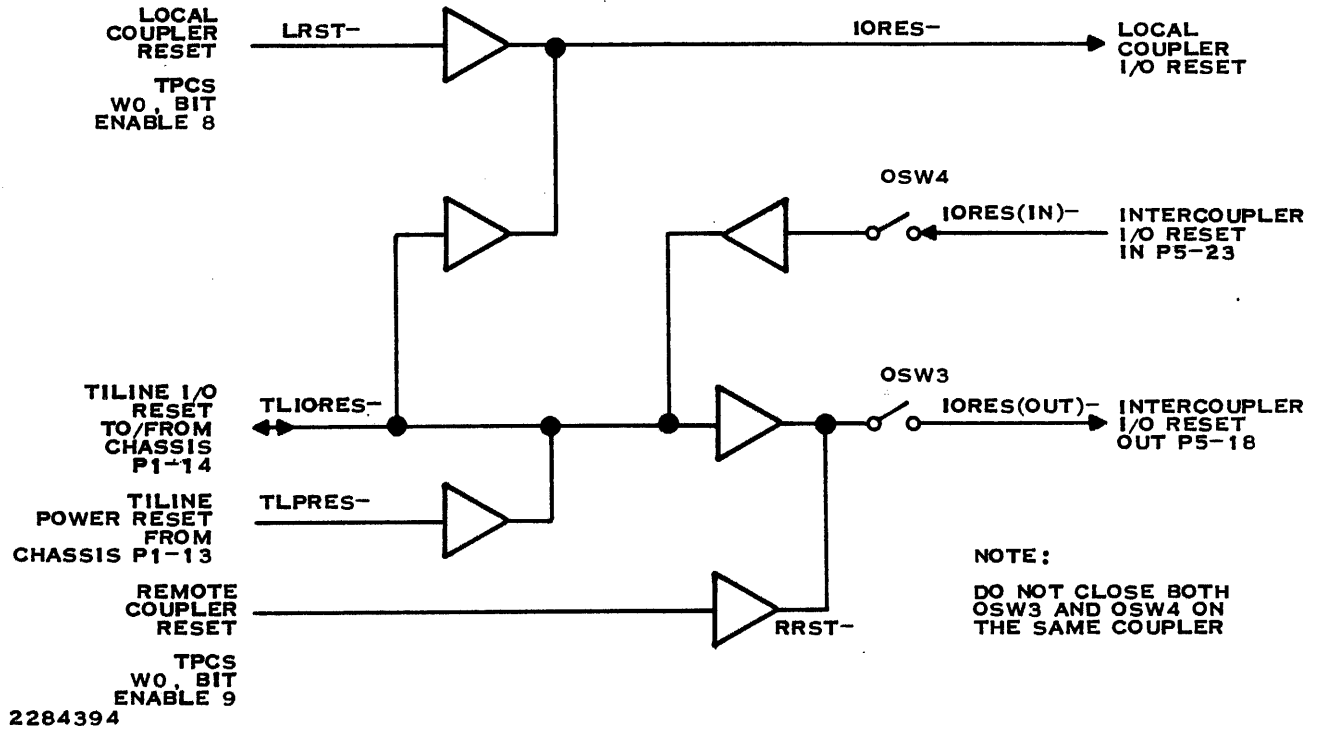 LOCAL
COUPLER
RESET
LRST-
IORES-
LOCAL
COUPLER
I/O RESET
TPCS
W0, BIT
ENABLE 8
OSW4
IORES(IN)-
INTERCOUPLER
I/O RESET
IN P5-23
TILINE I/O
RESET
TO/FROM
CHASSIS
P1-14
TLIORES-
OSW3
IORES(OUT)-
INTERCOUPLER
I/O RESET
OUT P5-18
TILINE
POWER RESET
FROM
CHASSIS P1-13
TLPRES-
REMOTE
COUPLER
RESET
RRST-
TPCS
W0, BIT
ENABLE 9
NOTE:
DO NOT CLOSE BOTH
OSW3 AND OSW4 ON
THE SAME COUPLER
2284394